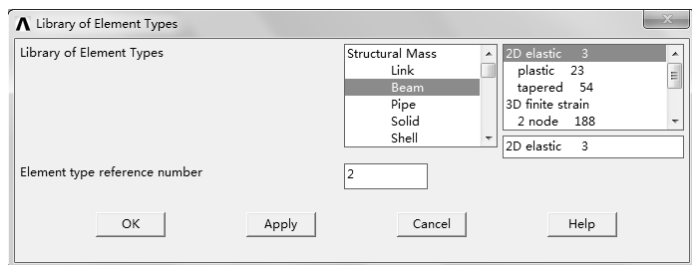 Library of Element Types
Library of Element Types
Structural Mass
Link
Beam
Pipe
Solid
Shell
2D elastic 3
plastic 23
tapered 54
3D finite strain
2 node 188
2D elastic 3
Element type reference number
2
OK
Apply
Cancel
Help